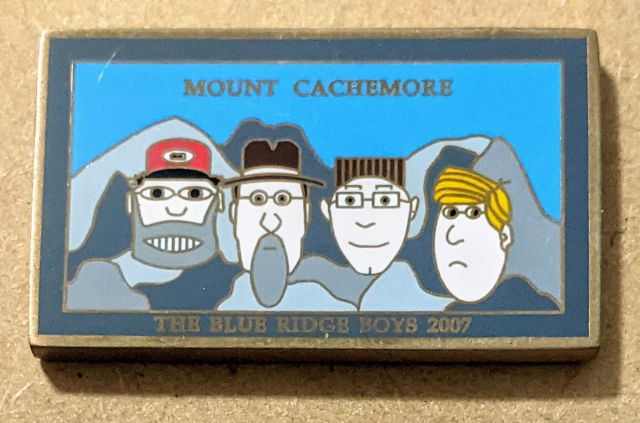 MOUNT CACHEMORE
THE BLUE RIDGE BOYS 2007